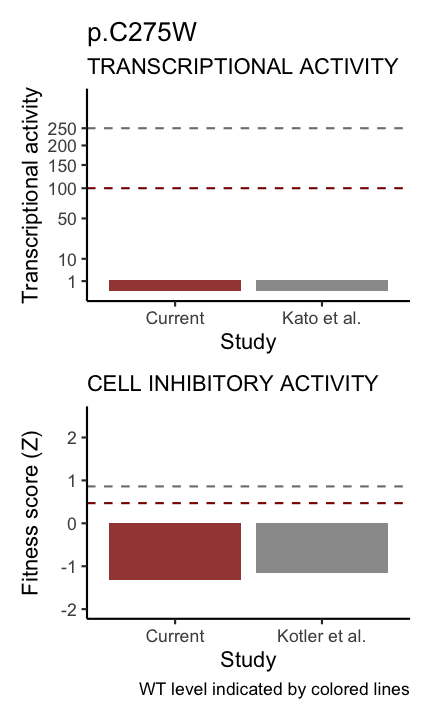 p.C275W
TRANSCRIPTIONAL ACTIVITY
Transcriptional activity
250
200
150
100
50
10
1
Current
Kato et al.
Study
CELL INHIBITORY ACTIVITY
Fitness score (Z)
2
1
0
-1
-2
Current
Kotler et al.
Study
WT level indicated by colored lines